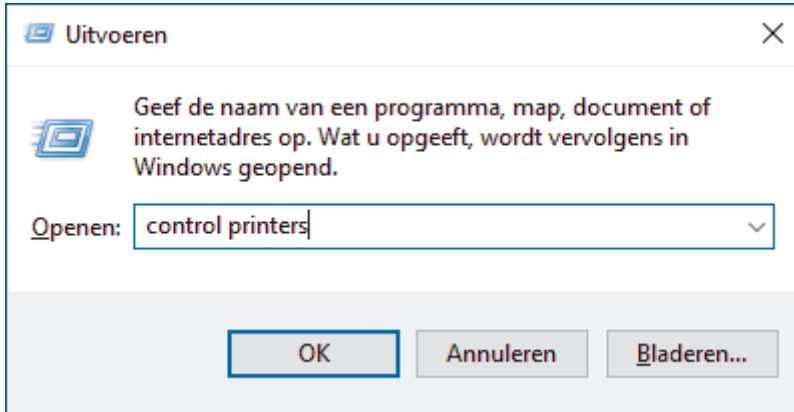 Uitvoeren
Geef de naam van een programma, map, document of
internetadres op. Wat u opgeeft, wordt vervolgens in
Windows geopend.
Openen: control printers
OK Annuleren Bladeren...